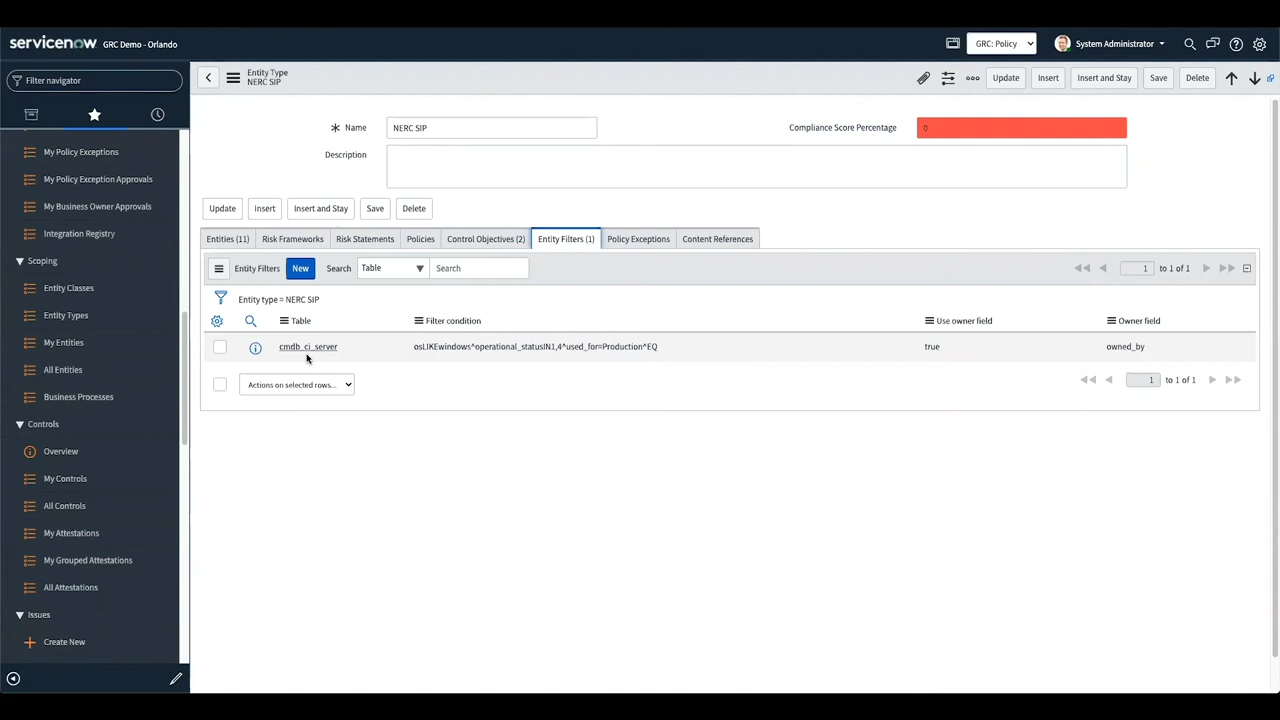 servicenow GRC Demo - Orlando
GRC: Policy
System Administrator
Filter navigator
My Policy Exceptions
My Policy Exception Approvals
My Business Owner Approvals
Integration Registry
Scoping
Entity Classes
Entity Types
My Entities
All Entities
Business Processes
Controls
Overview
My Controls
All Controls
My Attestations
My Grouped Attestations
All Attestations
Issues
Create New
Entity Type
NERC SIP
Update Insert Insert and Stay Save Delete
Name NERC SIP
Compliance Score Percentage 0
Description
Update Insert Insert and Stay Save Delete
Entities (11) Risk Frameworks Risk Statements Policies Control Objectives (2) Entity Filters (1) Policy Exceptions Content References
Entity Filters New Search Table Search 1 to 1 of 1
Entity type = NERC SIP
Table Filter condition Use owner field Owner field
cmdb_ci_server osLIKEwindows^operational_statusIN1,4^used_for=Production^EQ true owned_by
Actions on selected rows... 1 to 1 of 1